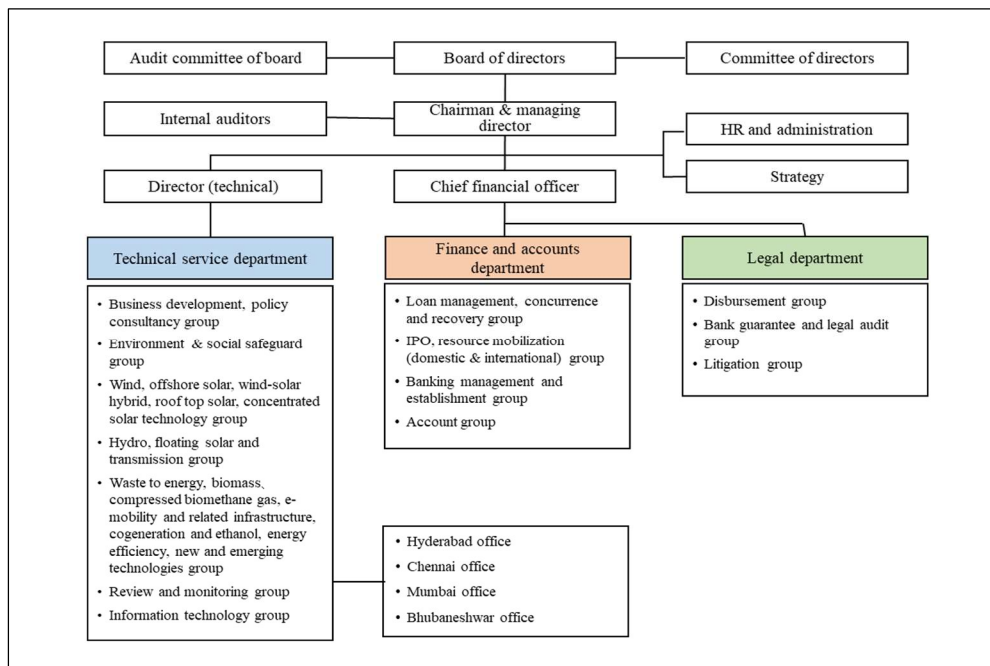 Audit committee of board
Board of directors
Committee of directors
Internal auditors
Chairman & managing
director
HR and administration
Strategy
Director (technical)
Chief financial officer
Technical service department
Finance and accounts
department
Legal department
• Business development, policy
consultancy group
• Environment & social safeguard
group
• Wind, offshore solar, wind-solar
hybrid, roof top solar, concentrated
solar technology group
• Hydro, floating solar and
transmission group
• Waste to energy, biomass、
compressed biomethane gas, e-
mobility and related infrastructure,
cogeneration and ethanol, energy
efficiency, new and emerging
technologies group
• Review and monitoring group
• Information technology group
• Loan management, concurrence
and recovery group
• IPO, resource mobilization
(domestic & international) group
• Banking management and
establishment group
• Account group
• Disbursement group
• Bank guarantee and legal audit
group
• Litigation group
• Hyderabad office
• Chennai office
• Mumbai office
• Bhubaneshwar office